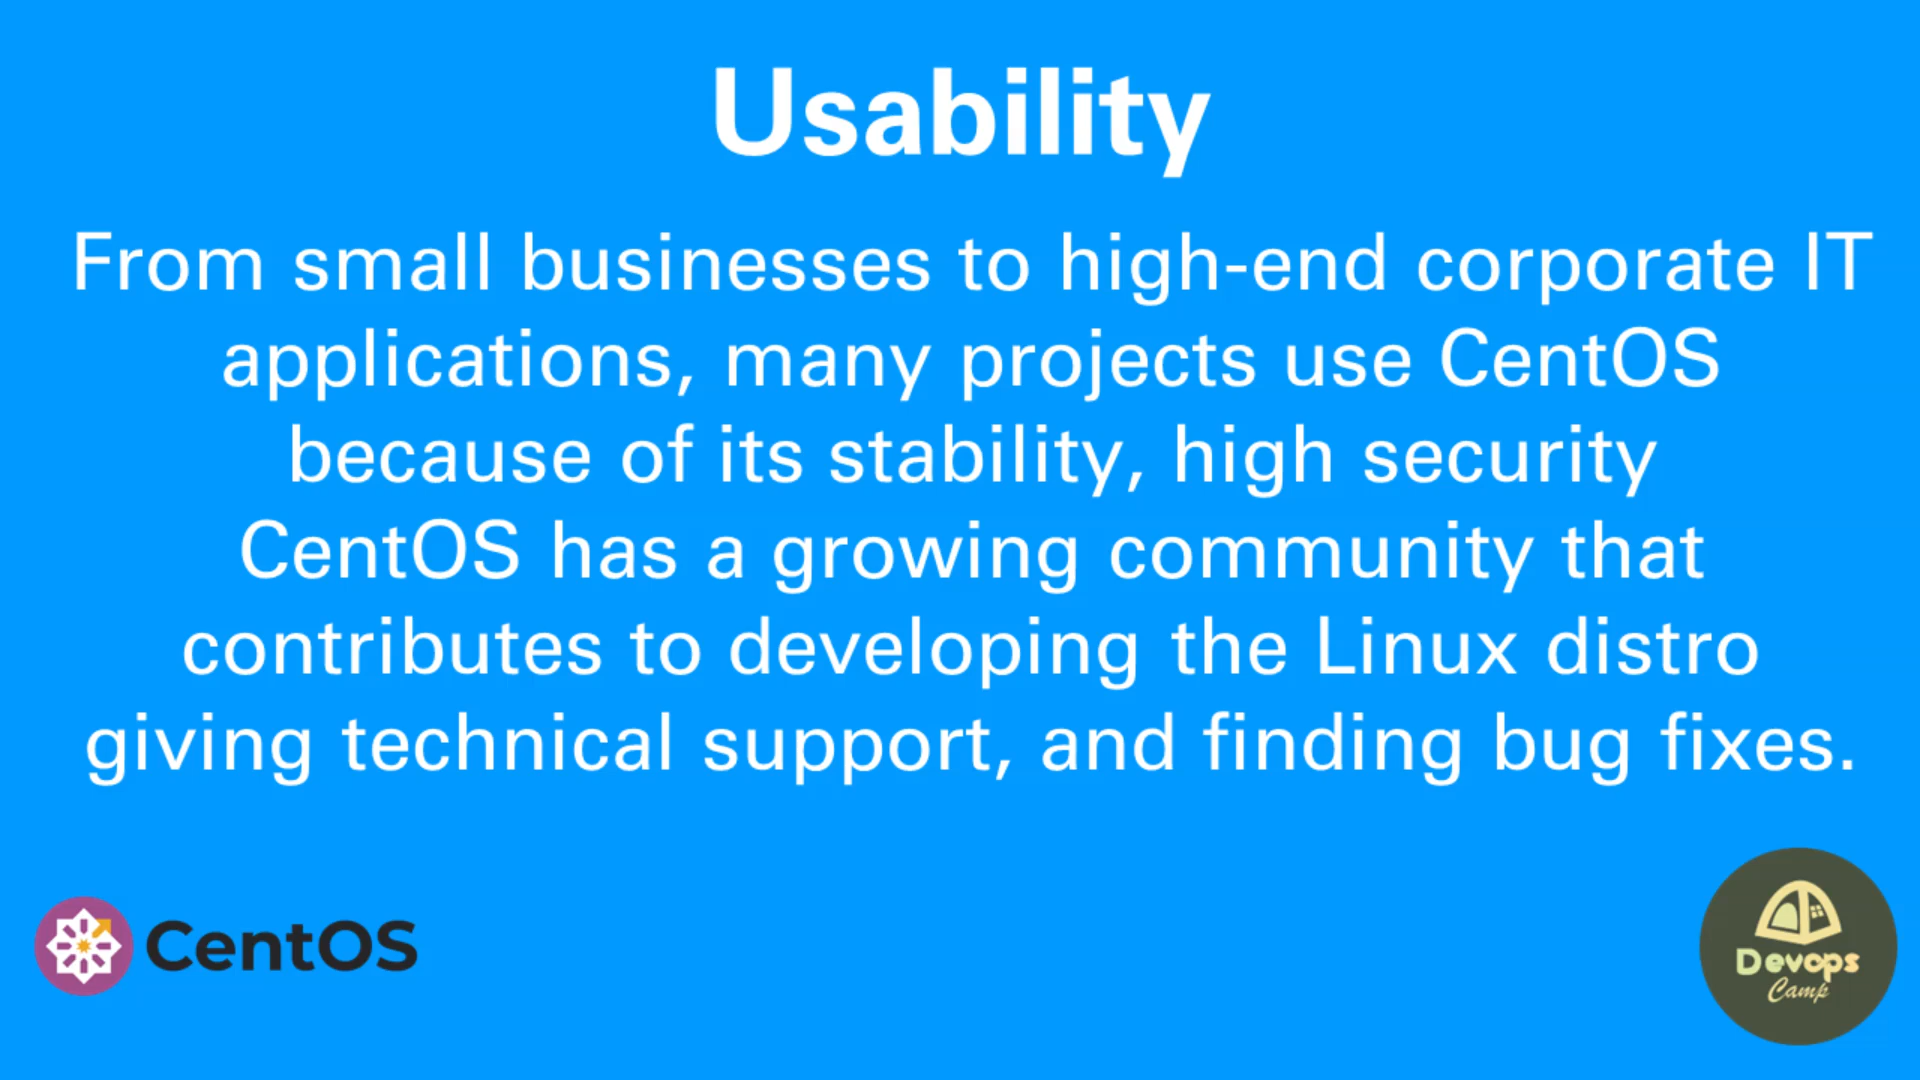 Usability
From small businesses to high-end corporate IT
applications, many projects use CentOS
because of its stability, high security
CentOS has a growing community that
contributes to developing the Linux distro
giving technical support, and finding bug fixes.
CentOS
Devops
Camp